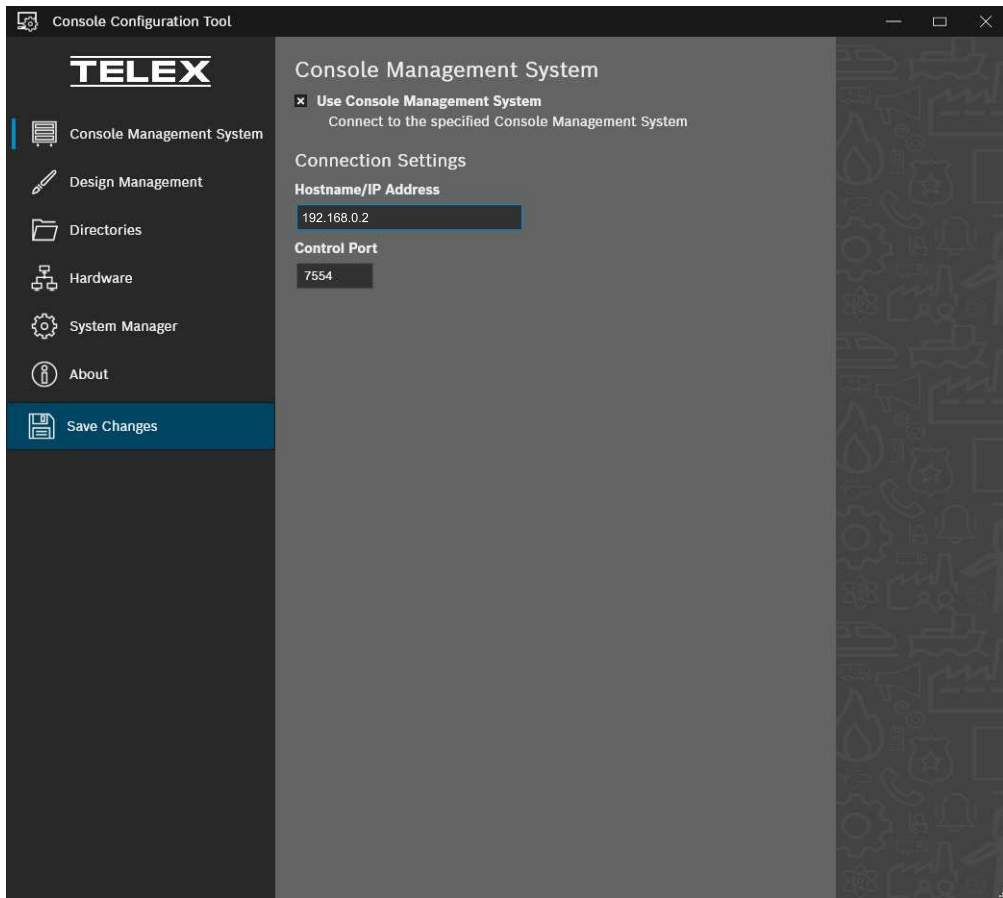 Console Configuration Tool
TELEX
Console Management System
Design Management
Directories
Hardware
System Manager
About
Save Changes
Console Management System
Use Console Management System
Connect to the specified Console Management System
Connection Settings
Hostname/IP Address
192.168.0.2
Control Port
7554